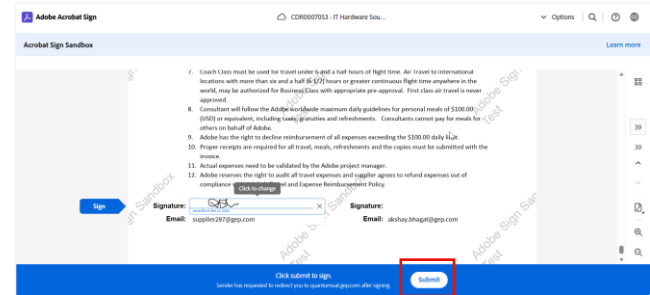 Adobe Acrobat Sign
CDR0007053 : IT Hardware Sou...
Options
Acrobat Sign Sandbox
Learn more
7. Coach Class must be used for travel under 6 and a half hours of flight time. Air Travel to international
locations with more than six and a half (6-1/2) hours or greater continuous flight time anywhere in the
world, may be authorized for Business Class with appropriate pre-approval. First class air travel is never
approved.
8. Consultant will follow the Adobe worldwide maximum daily guidelines for personal meals of $100.00
(USD) or equivalent, including taxes, gratuities and refreshments. Consultants cannot pay for meals for
others on behalf of Adobe.
9. Adobe has the right to decline reimbursement of all expenses exceeding the $100.00 daily limit.
10. Proper receipts are required for all travel, meals, refreshments and the copies must be submitted with the
invoice.
11. Actual expenses need to be validated by the Adobe project manager.
12. Adobe reserves the right to audit all travel expenses and supplier agrees to refund expenses out of
compliance Travel and Expense Reimbursement Policy.
Click to change
Sign
Signature:
Signature:
Email: supplier287@gep.com
Email: akshay.bhagat@gep.com
39
39
Adobe Sign Sandbox
Test
Click submit to sign.
Sender has requested to redirect you to quantumuat.gep.com after signing.
Submit